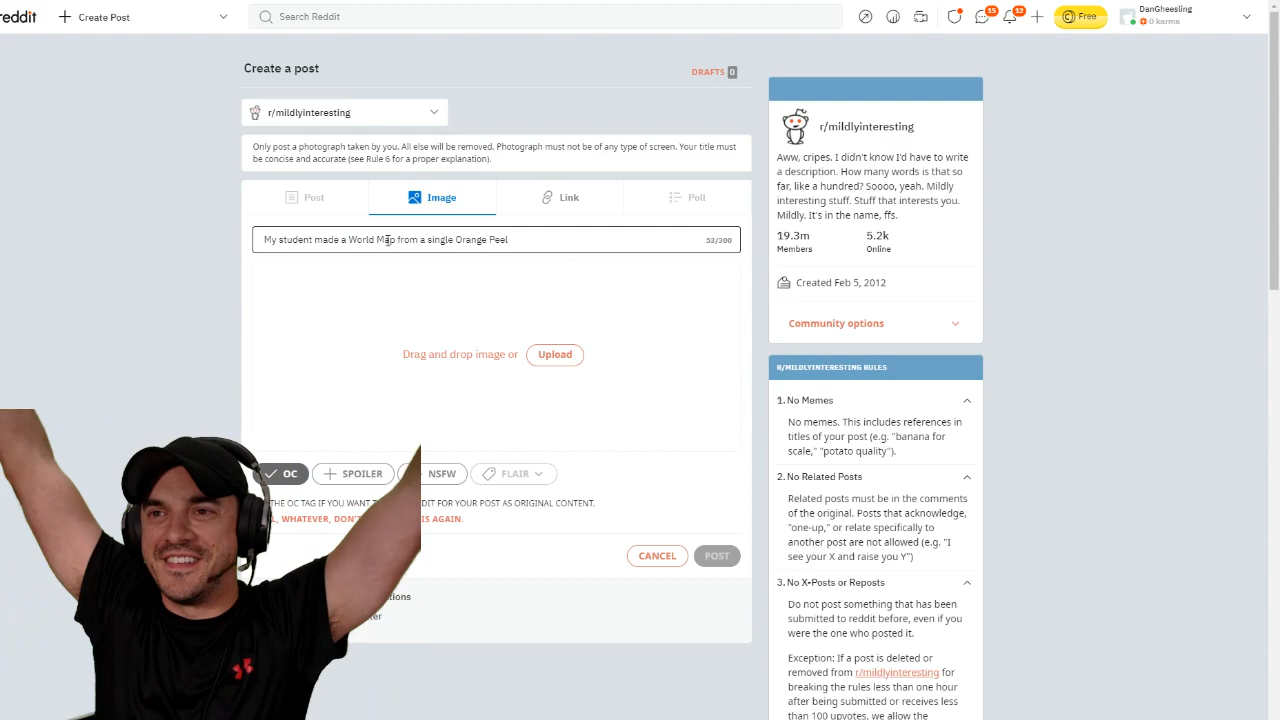 reddit
Create Post
Search Reddit
15
12
Free
DanGheesling
0 karma
Create a post
DRAFTS 0
r/mildlyinteresting
Only post a photograph taken by you. All else will be removed. Photograph must not be of any type of screen. Your title must
be concise and accurate (see Rule 6 for a proper explanation).
Post
Image
Link
Poll
My student made a World Map from a single Orange Peel
53/300
Drag and drop image or
Upload
OC
SPOILER
NSFW
FLAIR
THE OC TAG IF YOU WANT
EDIT FOR YOUR POST AS ORIGINAL CONTENT.
WHATEVER, DON'T
IS AGAIN.
CANCEL
POST
r/mildlyinteresting
Aww, cripes. I didn't know I'd have to write
a description. How many words is that so
far, like a hundred? Soooo, yeah. Mildly
interesting stuff. Stuff that interests you.
Mildly. It's in the name, ffs.
19.3m
5.2k
Members
Online
Created Feb 5, 2012
Community options
R/MILDLYINTERESTING RULES
1. No Memes
No memes. This includes references in
titles of your post (e.g. "banana for
scale," "potato quality").
2. No Related Posts
Related posts must be in the comments
of the original. Posts that acknowledge,
"one-up," or relate specifically to
another post are not allowed (e.g. "I
see your X and raise you Y")
3. No X-Posts or Reposts
Do not post something that has been
submitted to reddit before, even if you
were the one who posted it.
Exception: If a post is deleted or
removed from r/mildlyinteresting for
breaking the rules less than one hour
after being submitted or receives less
than 100 upvotes, we allow the